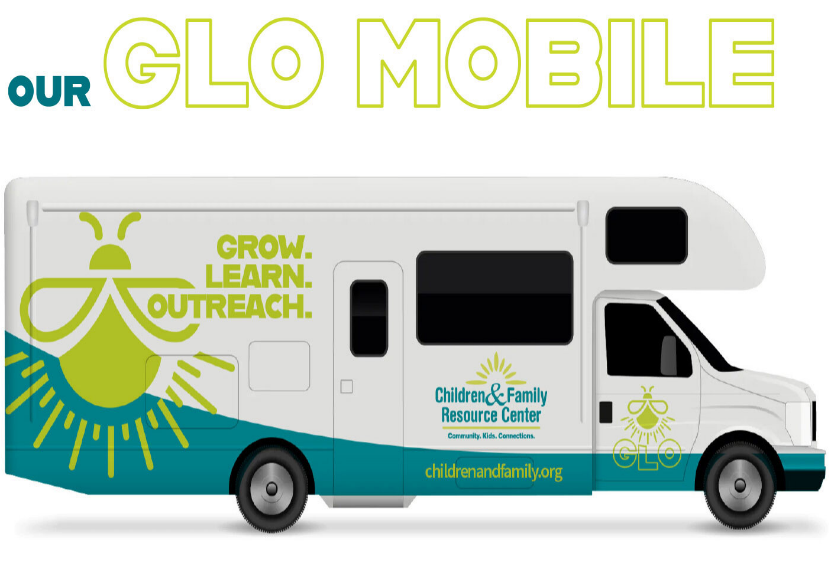 OUR GLO MOBILE
GROW.
LEARN.
OUTREACH.
Children & Family
Resource Center
Community. Kids. Connections.
childrenandfamily.org
GLO